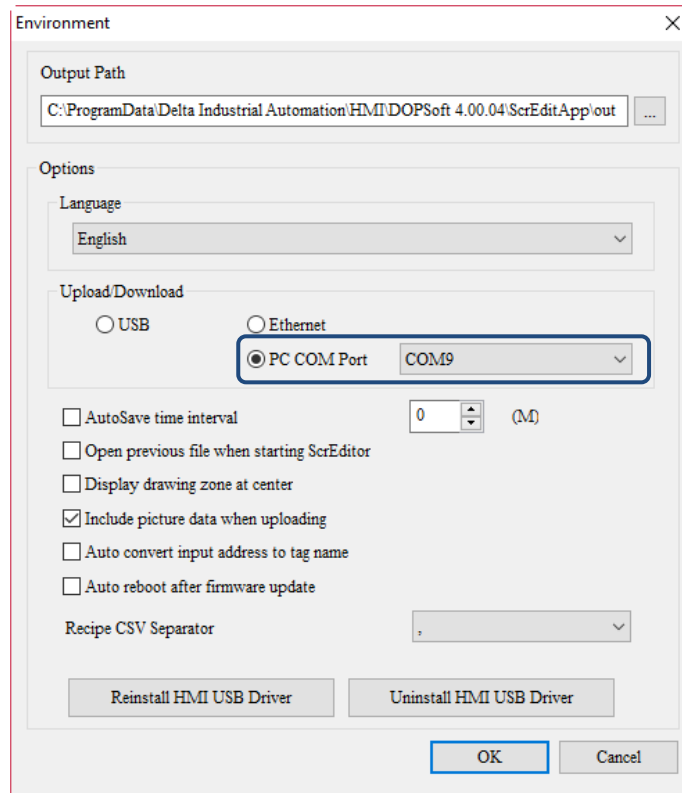 Environment
Output Path
C:\ProgramData\Delta Industrial Automation\HMI\DOPSoft 4.00.04\ScrEditApp\out ...
Options
Language
English
Upload/Download
USB Ethernet
PC COM Port COM9
AutoSave time interval 0 (M)
Open previous file when starting ScrEditor
Display drawing zone at center
Include picture data when uploading
Auto convert input address to tag name
Auto reboot after firmware update
Recipe CSV Separator ,
Reinstall HMI USB Driver Uninstall HMI USB Driver
OK Cancel